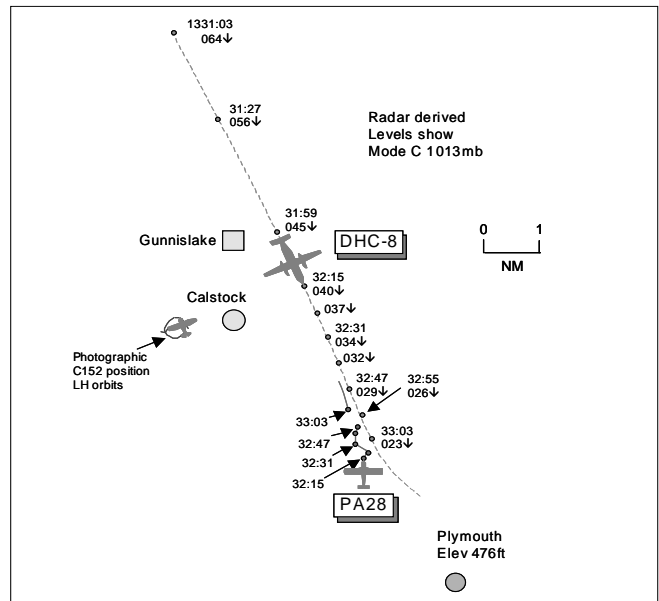 1331:03
064↓
31:27
056↓
Radar derived
Levels show
Mode C 1013mb
31:59
045↓
Gunnislake
DHC-8
0 1
NM
32:15
040↓
Calstock
037↓
32:31
034↓
Photographic
C152 position
LH orbits
032↓
32:47
029↓
32:55
026↓
33:03
33:03
023↓
32:47
32:31
32:15
PA28
Plymouth
Elev 476ft